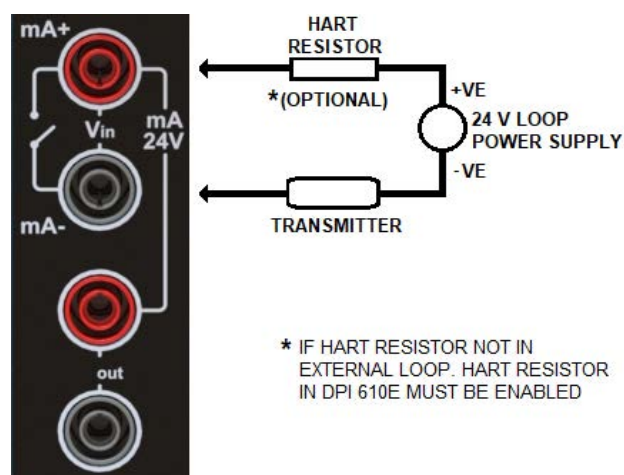 mA+
Vin
mA
24V
mA-
out
HART
RESISTOR
*(OPTIONAL)
+VE
24 V LOOP
POWER SUPPLY
-VE
TRANSMITTER
* IF HART RESISTOR NOT IN
EXTERNAL LOOP. HART RESISTOR
IN DPI 610E MUST BE ENABLED